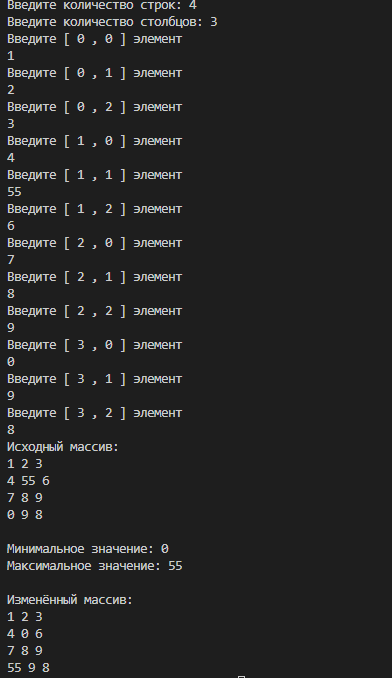 Введите количество строк: 4
Введите количество столбцов: 3
Введите [ 0 , 0 ] элемент
1
Введите [ 0 , 1 ] элемент
2
Введите [ 0 , 2 ] элемент
3
Введите [ 1 , 0 ] элемент
4
Введите [ 1 , 1 ] элемент
55
Введите [ 1 , 2 ] элемент
6
Введите [ 2 , 0 ] элемент
7
Введите [ 2 , 1 ] элемент
8
Введите [ 2 , 2 ] элемент
9
Введите [ 3 , 0 ] элемент
0
Введите [ 3 , 1 ] элемент
9
Введите [ 3 , 2 ] элемент
8
Исходный массив:
1 2 3
4 55 6
7 8 9
0 9 8
Минимальное значение: 0
Максимальное значение: 55
Изменённый массив:
1 2 3
4 0 6
7 8 9
55 9 8